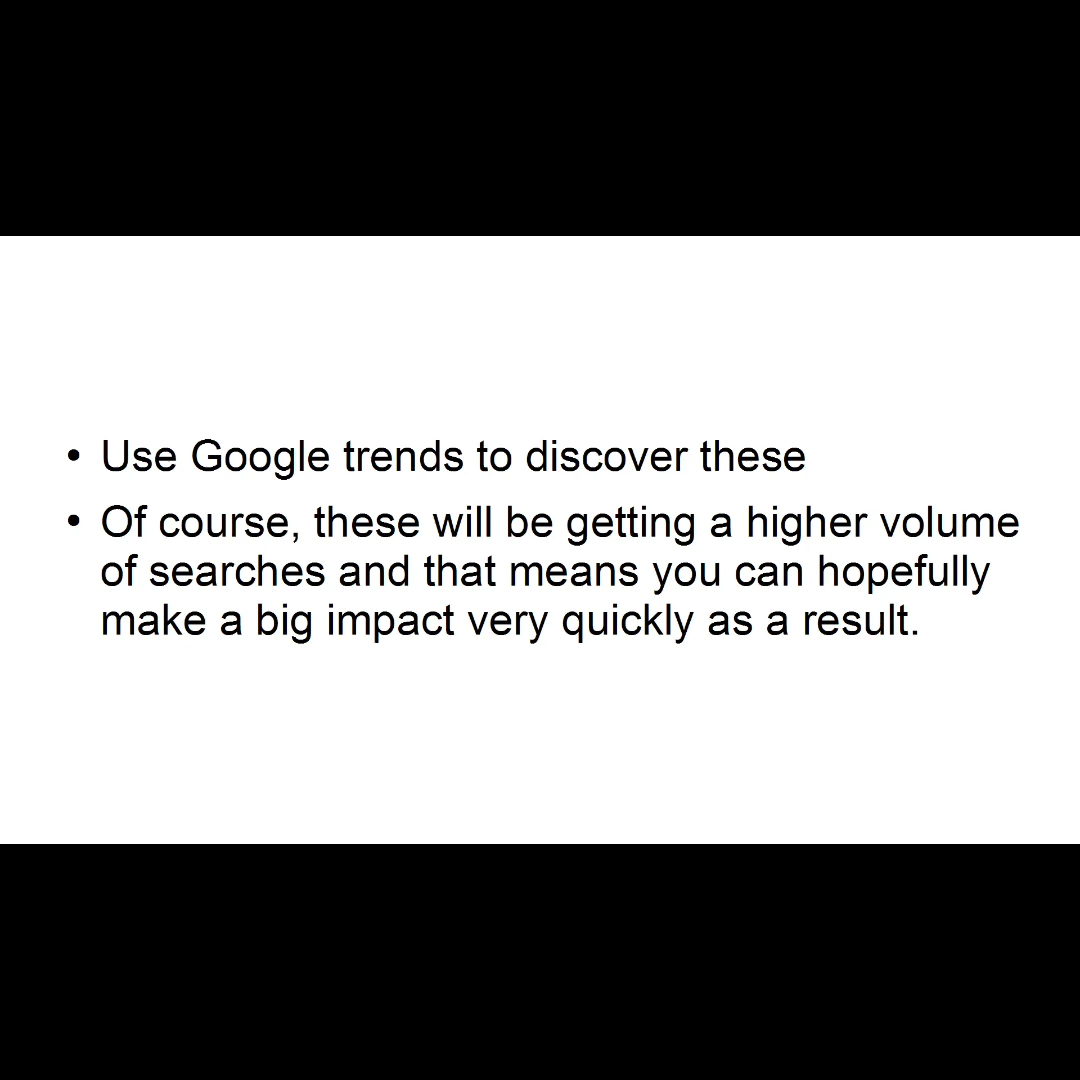 • Use Google trends to discover these
• Of course, these will be getting a higher volume
of searches and that means you can hopefully
make a big impact very quickly as a result.